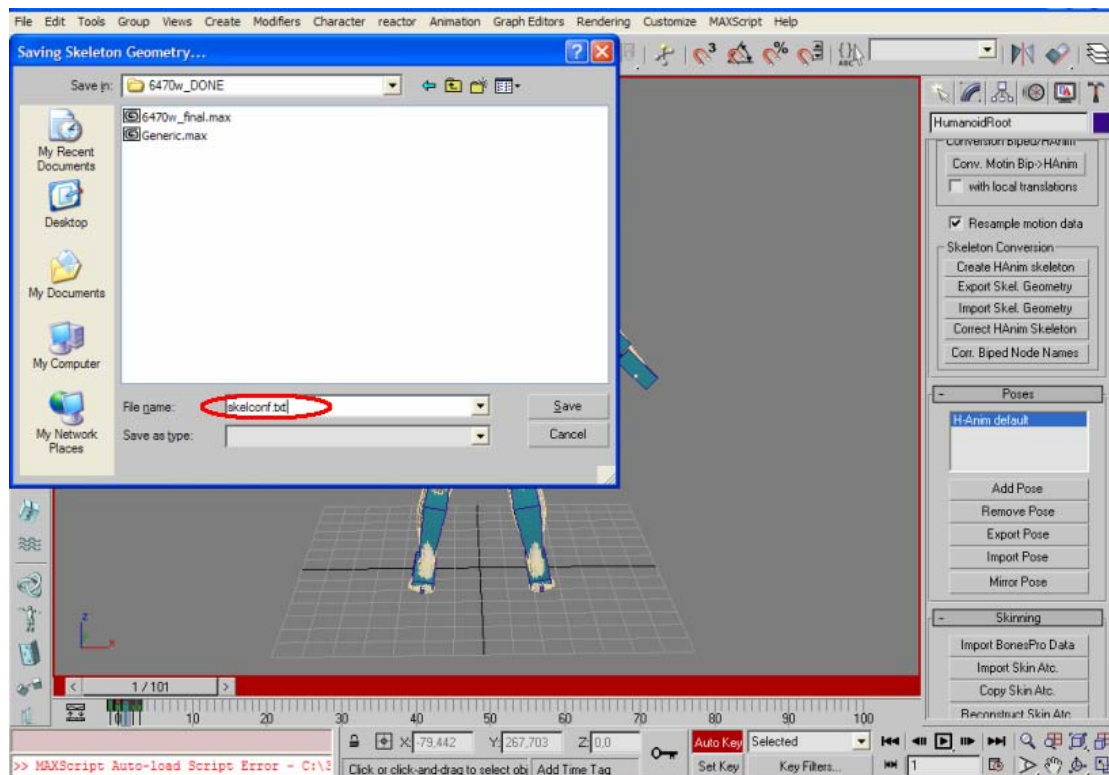 File Edit Tools Group Views Create Modifiers Character reactor Animation Graph Editors Rendering Customize MAXScript Help
Saving Skeleton Geometry...
Save in: 6470w_DONE
6470w_final.max
Generic.max
My Recent
Documents
Desktop
My Documents
My Computer
My Network
Places
File name: skelconf.txt
Save
Save as type:
Cancel
ABC
HumanoidRoot
Conversion Biped/HAnim
Conv. Motin Bip->HAnim
with local translations
Resample motion data
Skeleton Conversion
Create HAnim skeleton
Export Skel. Geometry
Import Skel. Geometry
Correct HAnim Skeleton
Corr. Biped Node Names
- Poses
H-Anim default
Add Pose
Remove Pose
Export Pose
Import Pose
Mirror Pose
- Skinning
Import BonesPro Data
Import Skin Atc.
Copy Skin Atc.
Reconstruct Skin Atc
z
x
< 1 / 101 >
10 20 30 40 50 60 70 80 90 100
X: -79,442 Y: 267,703 Z: 0,0
Auto Key Selected
>> MAXScript Auto-load Script Error - C:\3
Click or click-and-drag to select obj Add Time Tag
Set Key Key Filters...
1